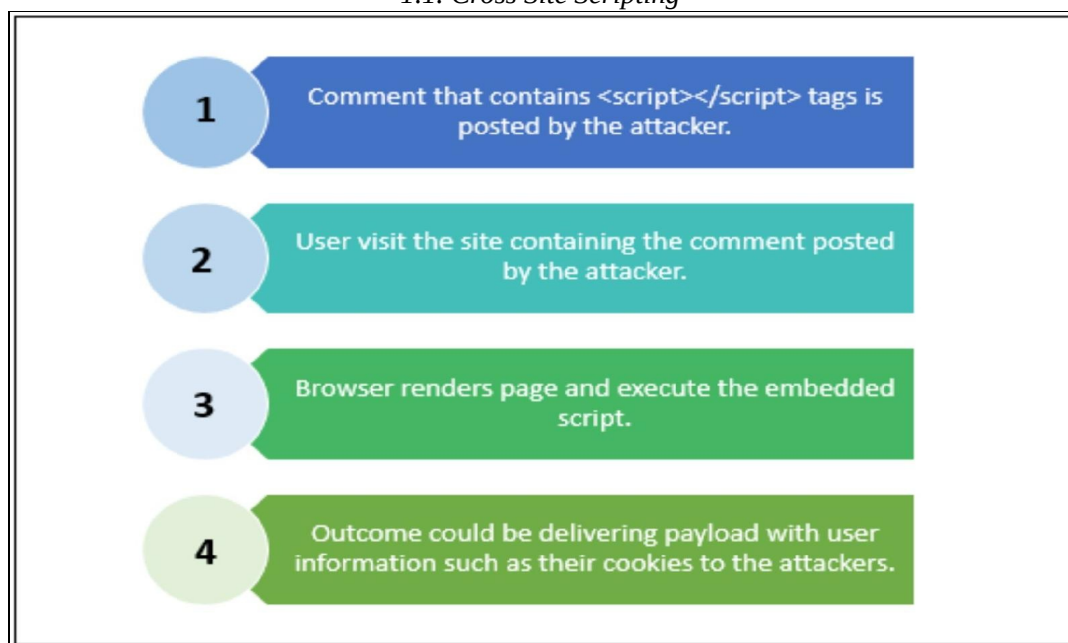 1.1. Cross Site Scripting
1
Comment that contains <script></script> tags is
posted by the attacker.
2
User visit the site containing the comment posted
by the attacker.
3
Browser renders page and execute the embedded
script.
4
Outcome could be delivering payload with user
information such as their cookies to the attackers.